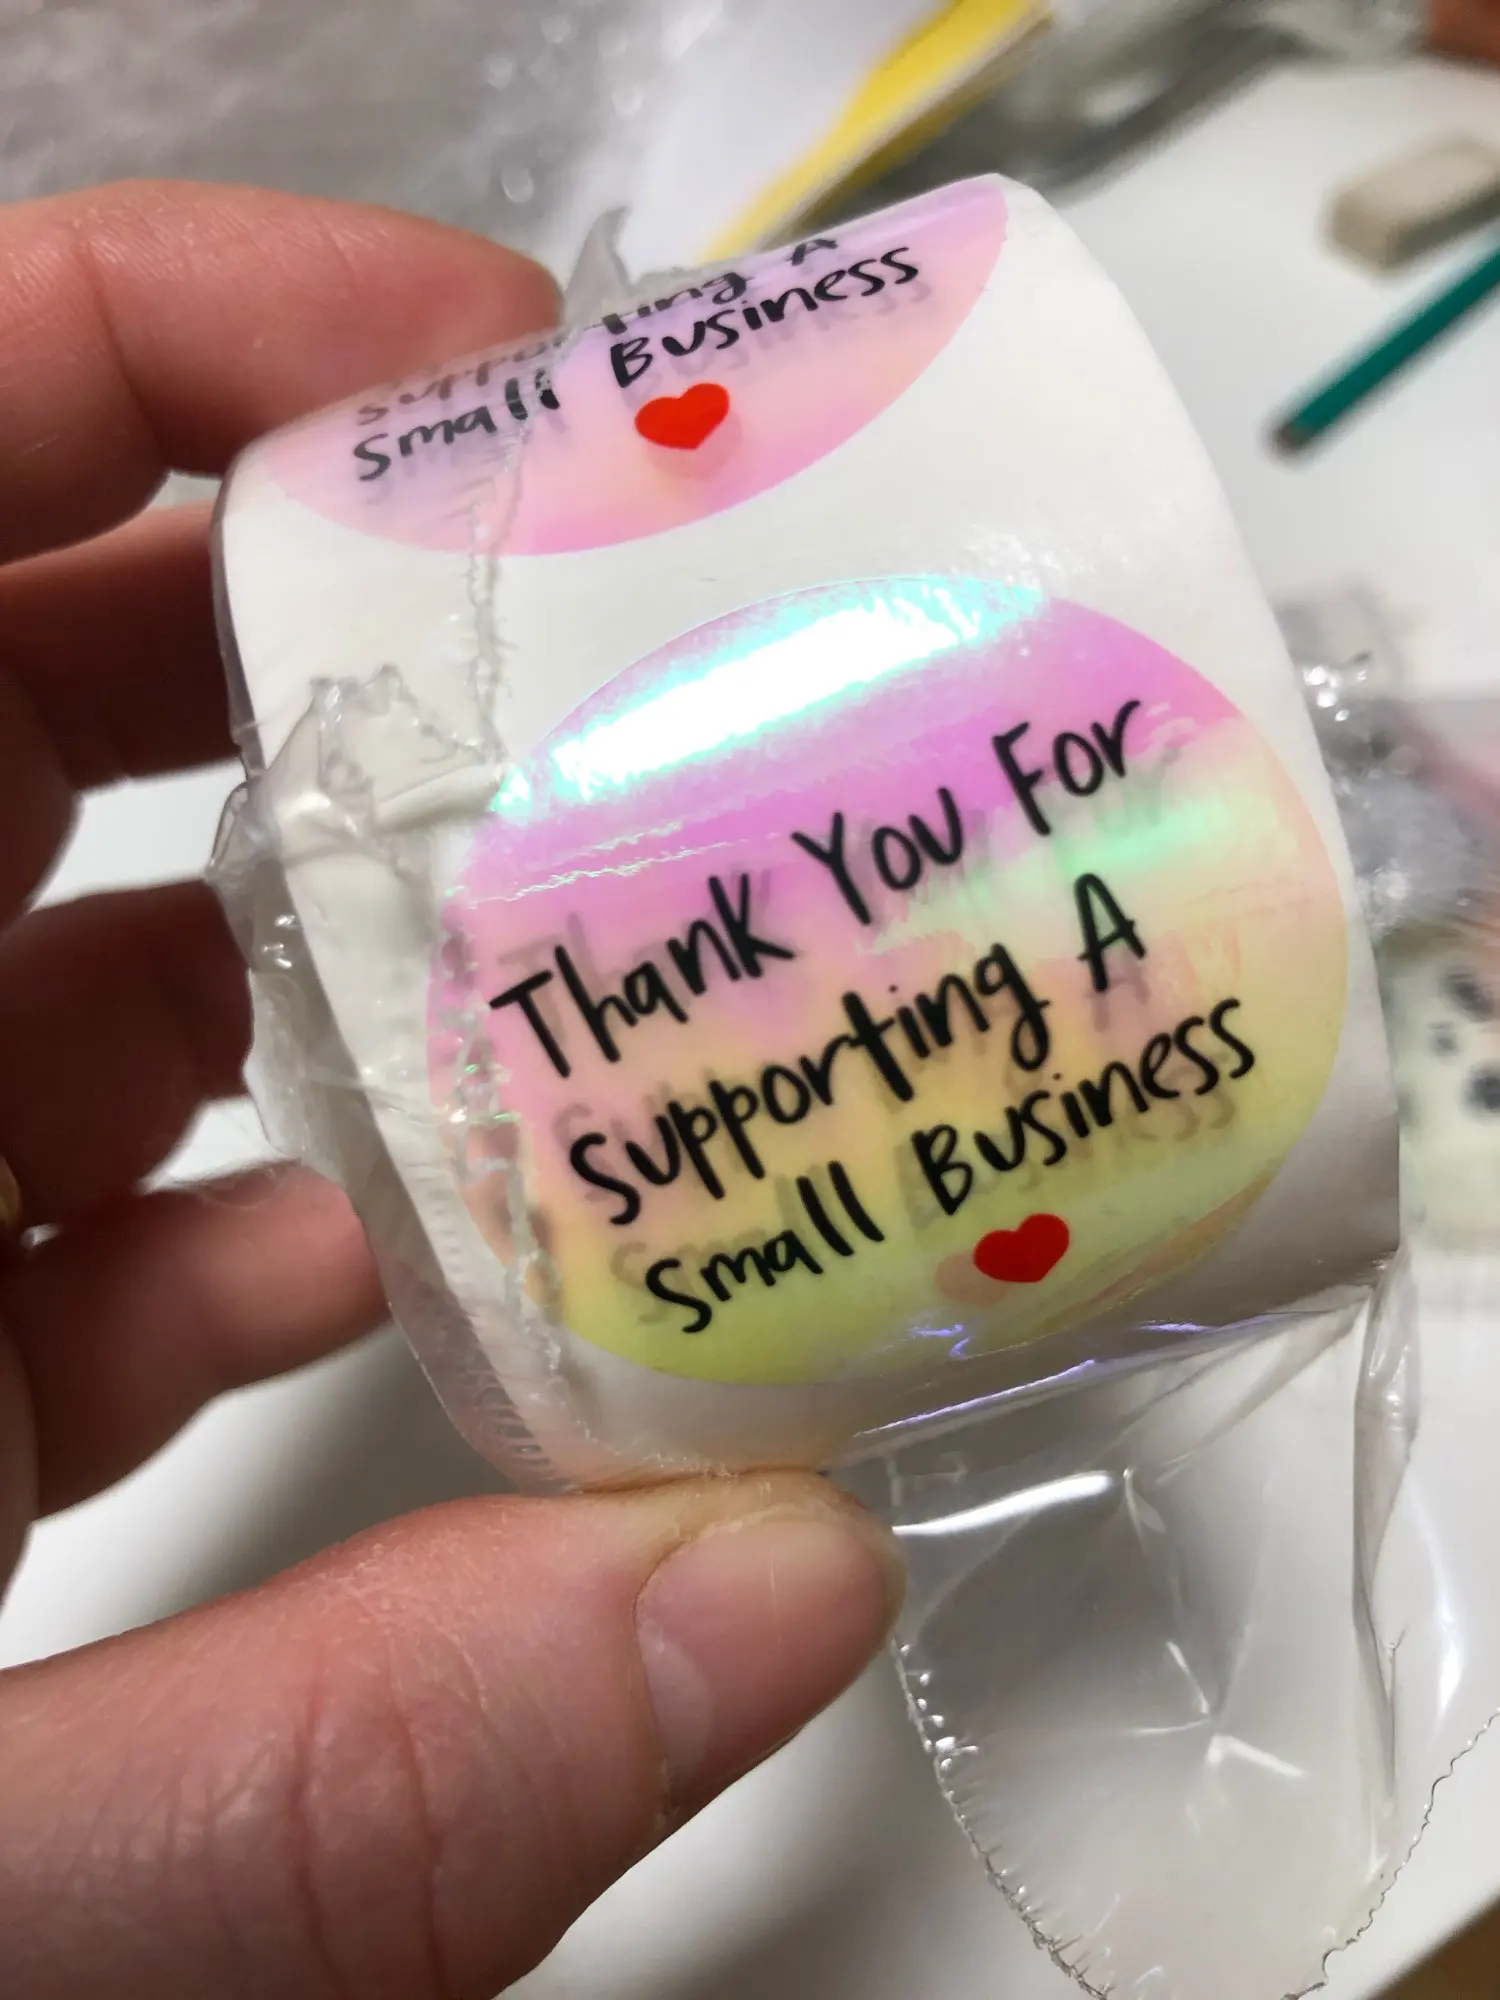 Supporting A
Small Business
Thank You For
Supporting A
Small Business